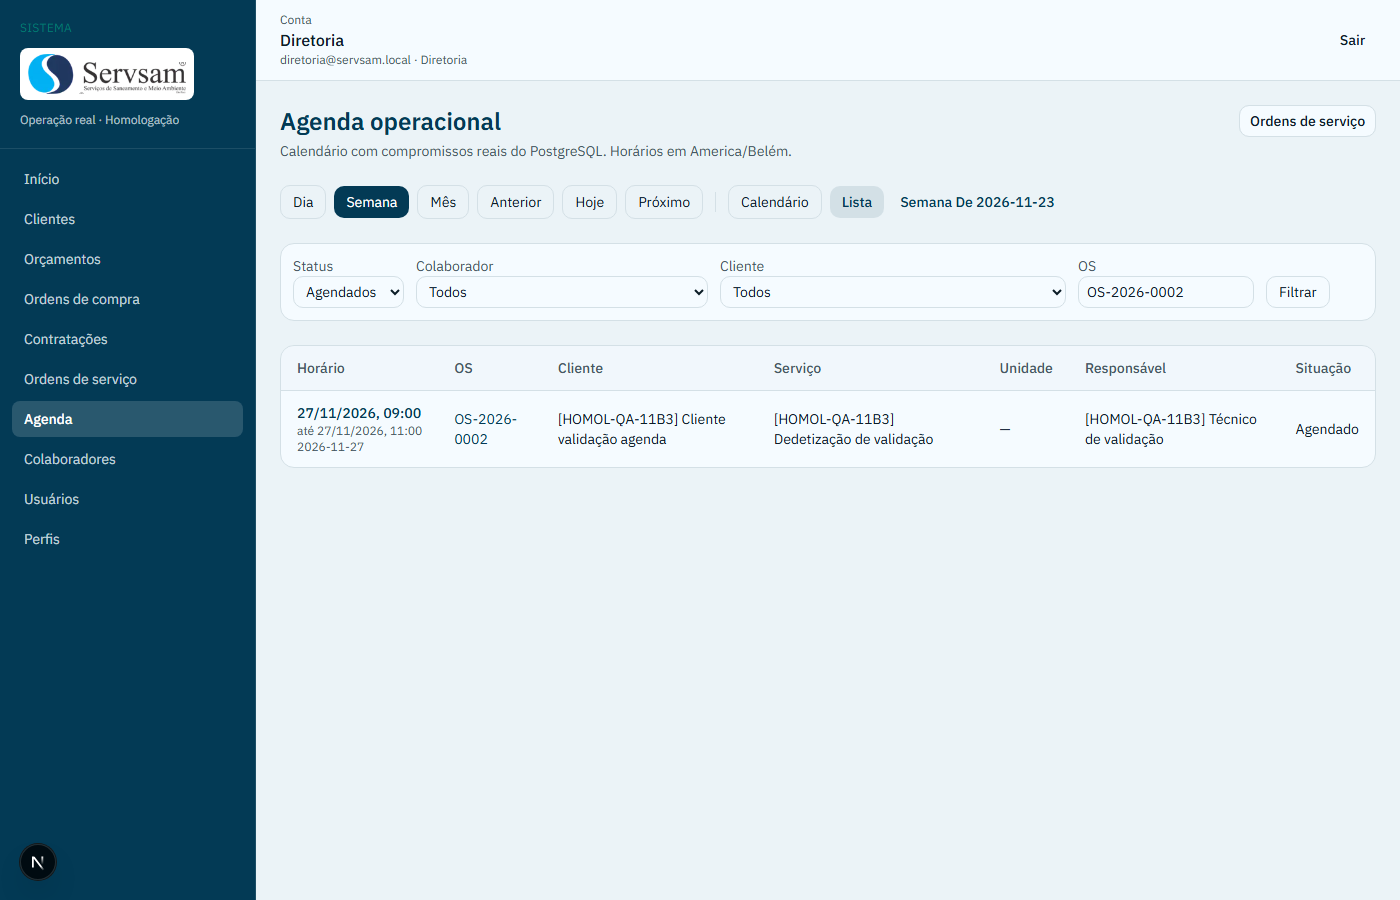 SISTEMA
Servsam
Serviços de Saneamento e Meio Ambiente
Operação real · Homologação
Início
Clientes
Orçamentos
Ordens de compra
Contratações
Ordens de serviço
Agenda
Colaboradores
Usuários
Perfis
N
Conta
Diretoria
diretoria@servsam.local · Diretoria
Sair
Agenda operacional
Ordens de serviço
Calendário com compromissos reais do PostgreSQL. Horários em America/Belém.
Dia Semana Mês Anterior Hoje Próximo Calendário Lista Semana De 2026-11-23
Status Colaborador Cliente OS
Agendados Todos Todos OS-2026-0002 Filtrar
Horário OS Cliente Serviço Unidade Responsável Situação
27/11/2026, 09:00
até 27/11/2026, 11:00
2026-11-27
OS-2026-
0002
[HOMOL-QA-11B3] Cliente
validação agenda
[HOMOL-QA-11B3]
Dedetização de validação
—
[HOMOL-QA-11B3] Técnico
de validação
Agendado